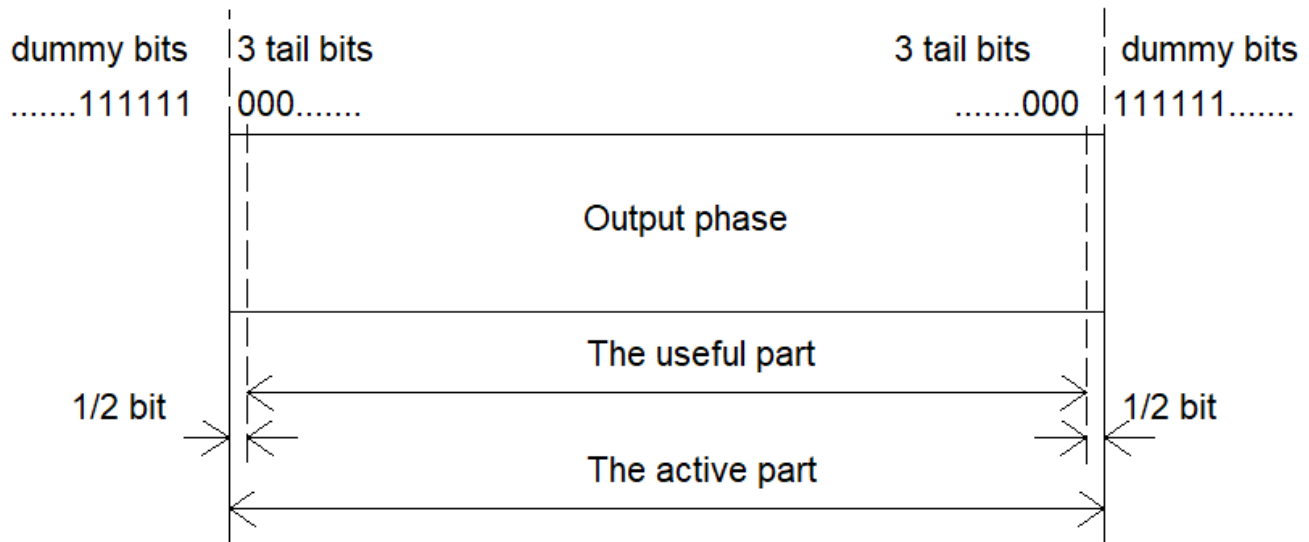 dummy bits 3 tail bits 3 tail bits dummy bits
.......111111 000....... .......000 111111.......
Output phase
The useful part
1/2 bit 1/2 bit
The active part